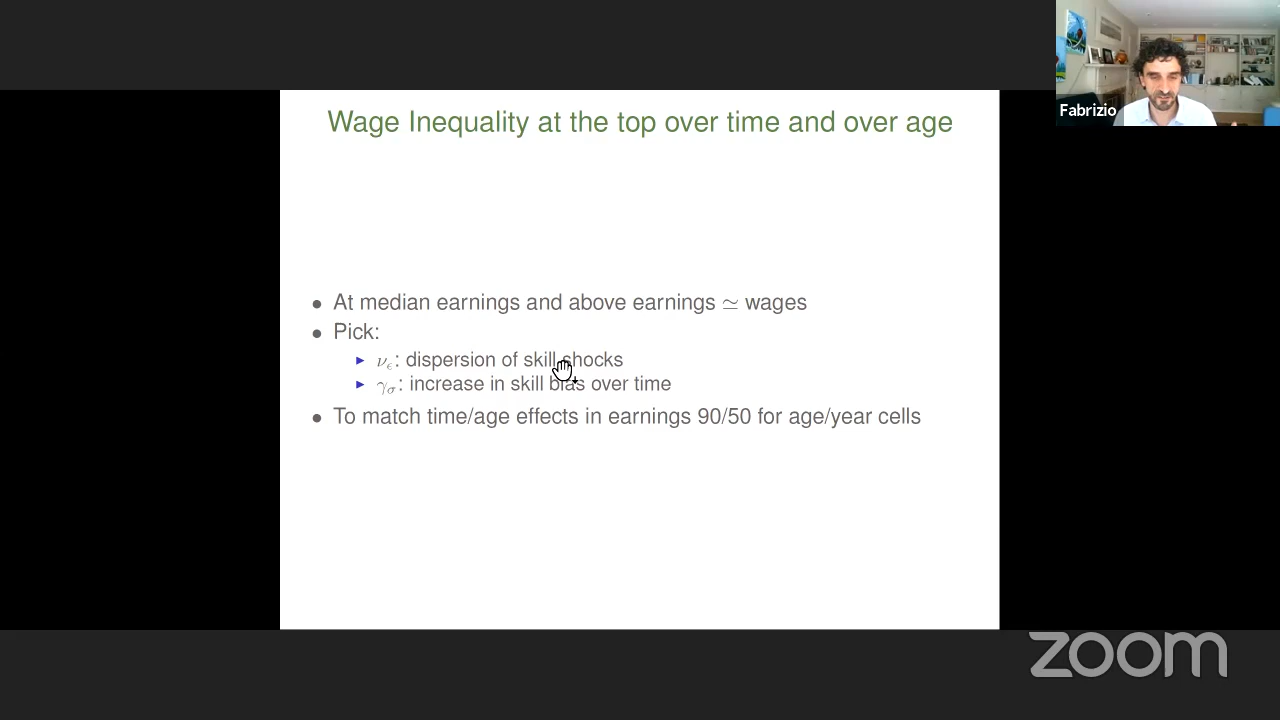 Wage Inequality at the top over time and over age
Fabrizio
• At median earnings and above earnings ≃ wages
• Pick:
► νϵ: dispersion of skill shocks
► γσ: increase in skill bias over time
• To match time/age effects in earnings 90/50 for age/year cells
zoom